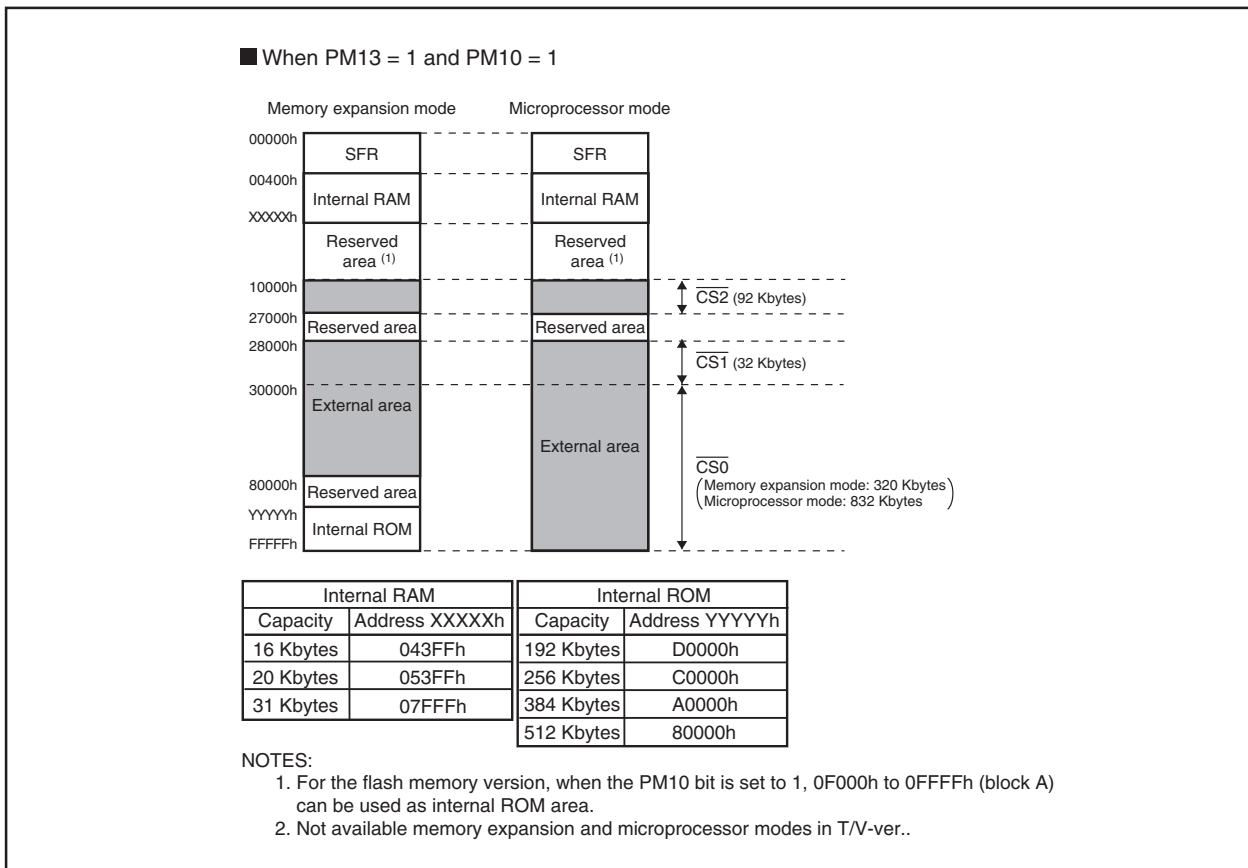 ■ When PM13 = 1 and PM10 = 1
Memory expansion mode
Microprocessor mode
00000h
SFR
SFR
00400h
Internal RAM
Internal RAM
XXXXXh
Reserved
area (1)
Reserved
area (1)
10000h
CS2 (92 Kbytes)
27000h
Reserved area
Reserved area
28000h
CS1 (32 Kbytes)
30000h
External area
External area
CS0
(Memory expansion mode: 320 Kbytes
Microprocessor mode: 832 Kbytes)
80000h
Reserved area
YYYYYh
Internal ROM
FFFFFh
Internal RAM
Capacity Address XXXXXh
16 Kbytes 043FFh
20 Kbytes 053FFh
31 Kbytes 07FFFh
Internal ROM
Capacity Address YYYYYh
192 Kbytes D0000h
256 Kbytes C0000h
384 Kbytes A0000h
512 Kbytes 80000h
NOTES:
1. For the flash memory version, when the PM10 bit is set to 1, 0F000h to 0FFFFh (block A)
can be used as internal ROM area.
2. Not available memory expansion and microprocessor modes in T/V-ver..